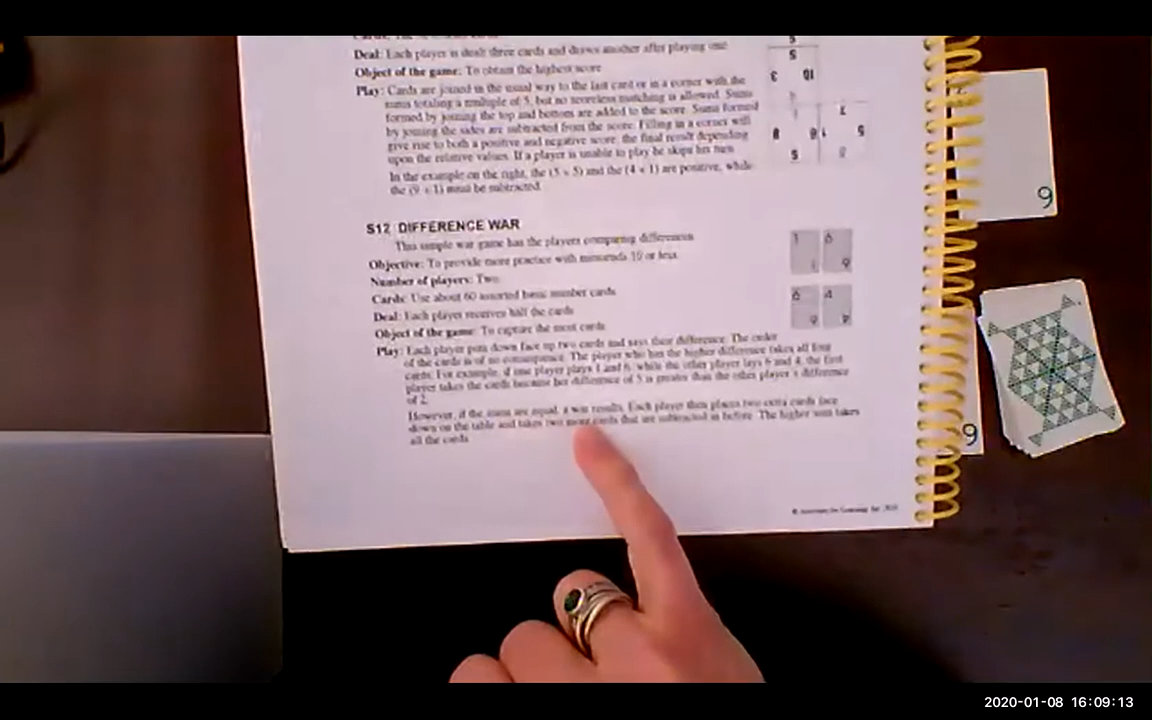 Deal: Each player is dealt three cards and draws another after playing one
Object of the game: To obtain the highest score
Play: Cards are joined in the usual way to the last card or in a corner with the
sums totaling a multiple of 5, but no scoreless matching is allowed. Sums
formed by joining the top and bottom are added to the score. Sums formed
by joining the sides are subtracted from the score. Filling in a corner will
give rise to both a positive and negative score, the final result depending
upon the relative values. If a player is unable to play he skips his turn
In the example on the right, the (5 + 5) and the (4 + 1) are positive, while
the (9 + 1) must be subtracted.
S12 DIFFERENCE WAR
This simple war game has the players comparing differences
Objective: To provide more practice with minuends 10 or less
Number of players: Two
Cards: Use about 60 assorted basic number cards
Deal: Each player receives half the cards
Object of the game: To capture the most cards
Play: Each player puts down face up two cards and says their difference. The order
of the cards is of no consequence. The player who has the higher difference takes all four
cards. For example, if one player plays 1 and 6, while the other player lays 6 and 4, the first
player takes the cards because her difference of 5 is greater than the other player's difference
of 2.
However, if the sums are equal, a war results. Each player then places two extra cards face
down on the table and takes two more cards that are subtracted as before. The higher sum takes
all the cards
1 6
6 4
9
9
2020-01-08 16:09:13